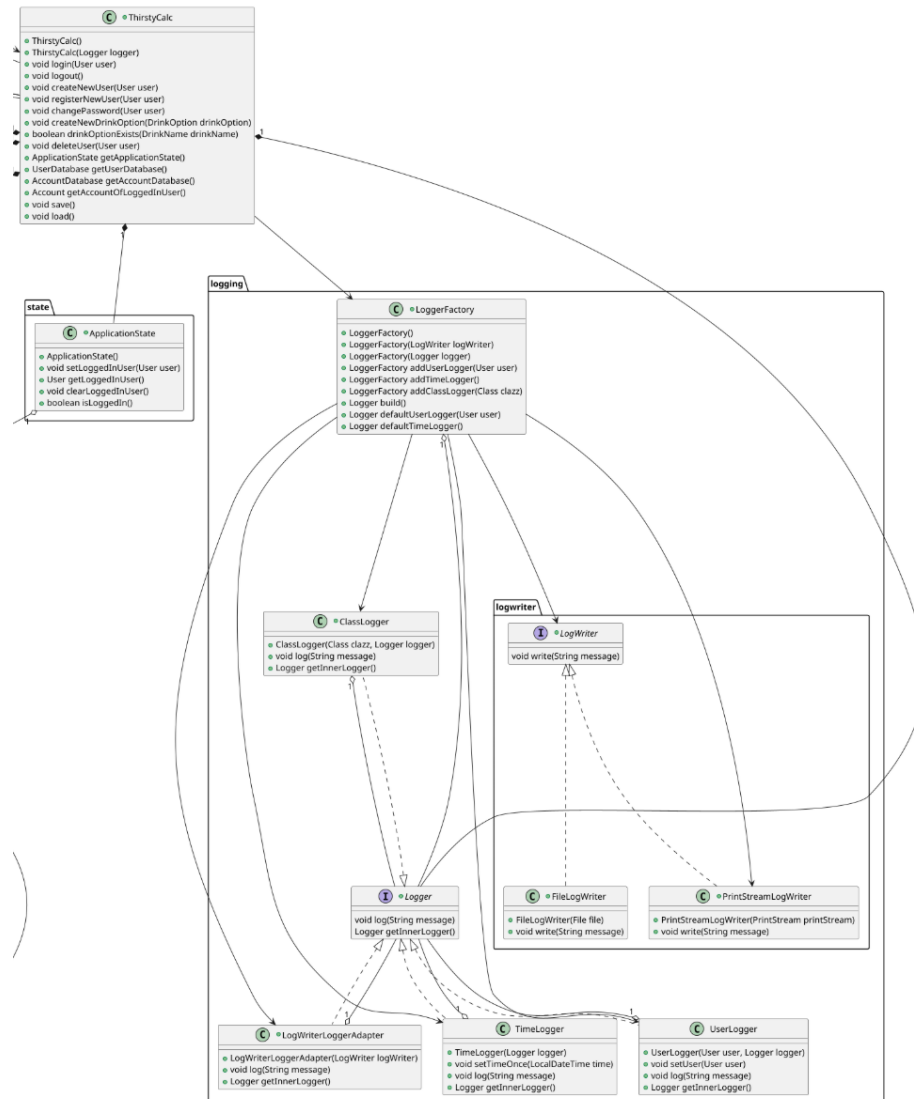 C ThirstyCalc
ThirstyCalc()
ThirstyCalc(Logger logger)
void login(User user)
void logout()
void createNewUser(User user)
void registerNewUser(User user)
void changePassword(User user)
void createNewDrinkOption(DrinkOption drinkOption)
boolean drinkOptionExists(DrinkName drinkName)
void deleteUser(User user)
ApplicationState getApplicationState()
UserDatabase getUserDatabase()
AccountDatabase getAccountDatabase()
Account getAccountOfLoggedInUser()
void save()
void load()
1
1
state
C ApplicationState
ApplicationState()
void setLoggedInUser(User user)
User getLoggedInUser()
void clearLoggedInUser()
boolean isLoggedIn()
1
logging
C LoggerFactory
LoggerFactory()
LoggerFactory(LogWriter logWriter)
LoggerFactory(Logger logger)
LoggerFactory addUserLogger(User user)
LoggerFactory addTimeLogger()
LoggerFactory addClassLogger(Class clazz)
Logger build()
Logger defaultUserLogger(User user)
Logger defaultTimeLogger()
1
C ClassLogger
ClassLogger(Class clazz, Logger logger)
void log(String message)
Logger getInnerLogger()
1
logwriter
I LogWriter
void write(String message)
C FileLogWriter
FileLogWriter(File file)
void write(String message)
C PrintStreamLogWriter
PrintStreamLogWriter(PrintStream printStream)
void write(String message)
I Logger
void log(String message)
Logger getInnerLogger()
1
1
1
C LogWriterLoggerAdapter
LogWriterLoggerAdapter(LogWriter logWriter)
void log(String message)
Logger getInnerLogger()
C TimeLogger
TimeLogger(Logger logger)
void setTimeOnce(LocalDateTime time)
void log(String message)
Logger getInnerLogger()
C UserLogger
UserLogger(User user, Logger logger)
void setUser(User user)
void log(String message)
Logger getInnerLogger()